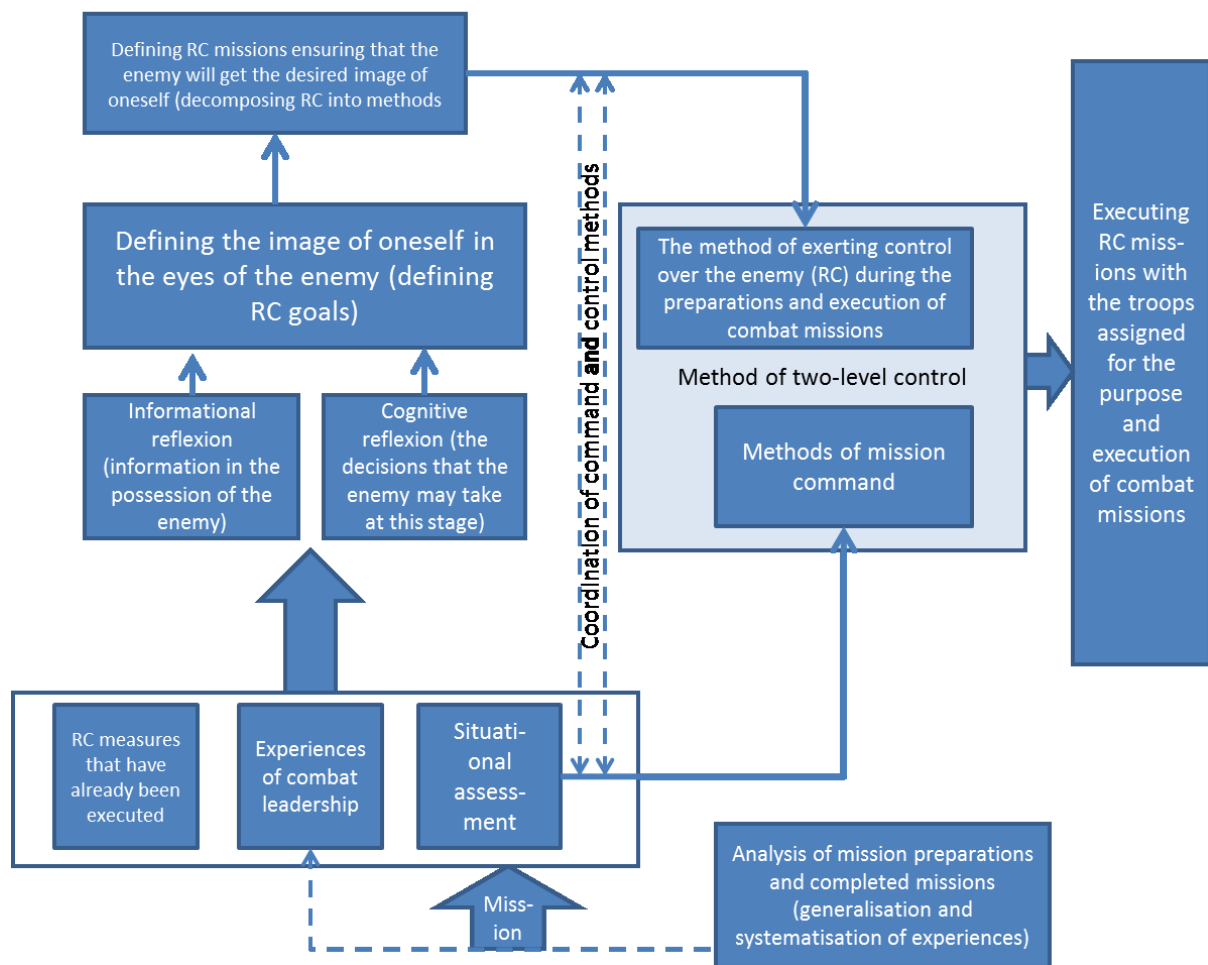 Defining RC missions ensuring that the
enemy will get the desired image of
oneself (decomposing RC into methods
Defining the image of oneself in
the eyes of the enemy (defining
RC goals)
Informational
reflexion
(information in the
possession of the
enemy)
Cognitive
reflexion (the
decisions that the
enemy may take
at this stage)
Coordination of command and control methods
The method of exerting control
over the enemy (RC) during the
preparations and execution of
combat missions
Method of two-level control
Methods of mission
command
Executing
RC miss-
ions with
the troops
assigned
for the
purpose
and
execution
of combat
missions
RC measures
that have
already been
executed
Experiences
of combat
leadership
Situati-
onal
assess-
ment
Miss-
ion
Analysis of mission preparations
and completed missions
(generalisation and
systematisation of experiences)